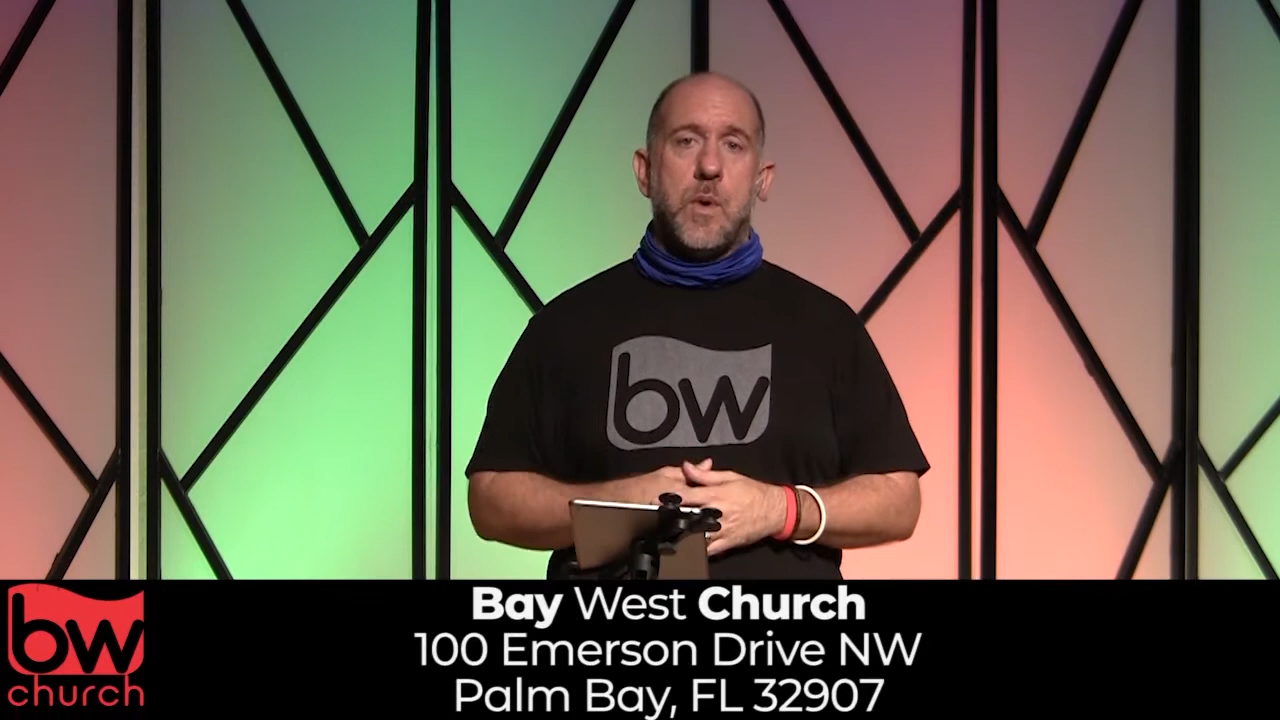 bw
bw
church
Bay West Church
100 Emerson Drive NW
Palm Bay, FL 32907